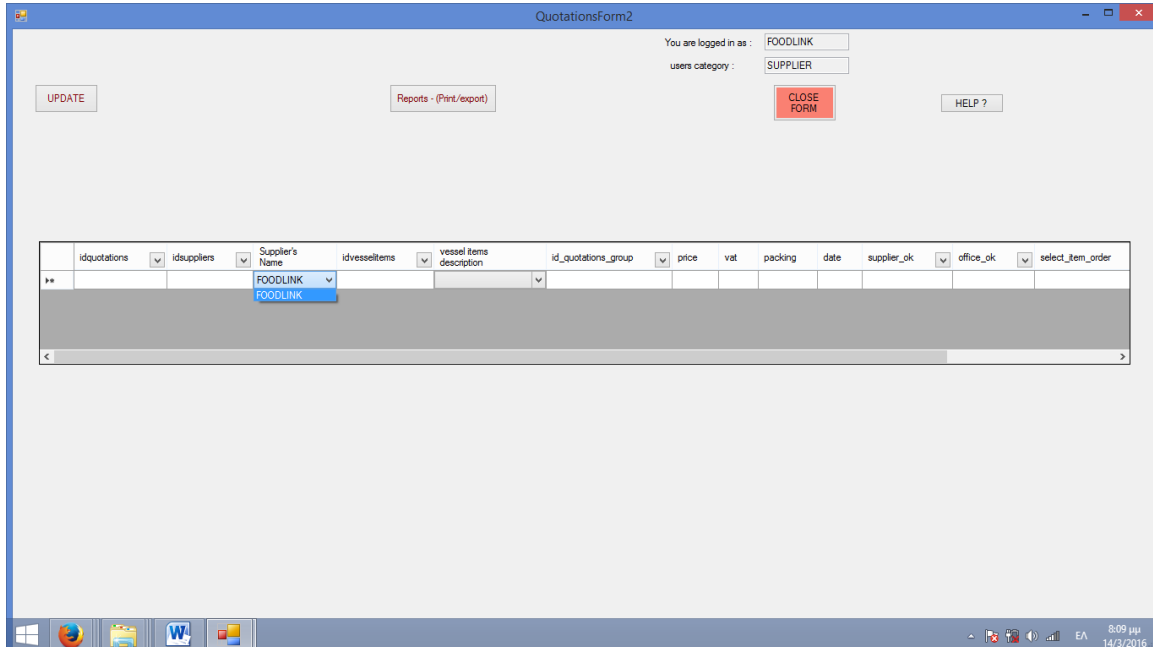 QuotationsForm2
You are logged in as :
FOODLINK
users category :
SUPPLIER
UPDATE
Reports - (Print/export)
CLOSE
FORM
HELP ?
idquotations
idsuppliers
Supplier's
Name
idvesselitems
vessel items
description
id_quotations_group
price
vat
packing
date
supplier_ok
office_ok
select_item_order
FOODLINK
FOODLINK
W
ΕΛ
8:09 μμ
14/3/2016